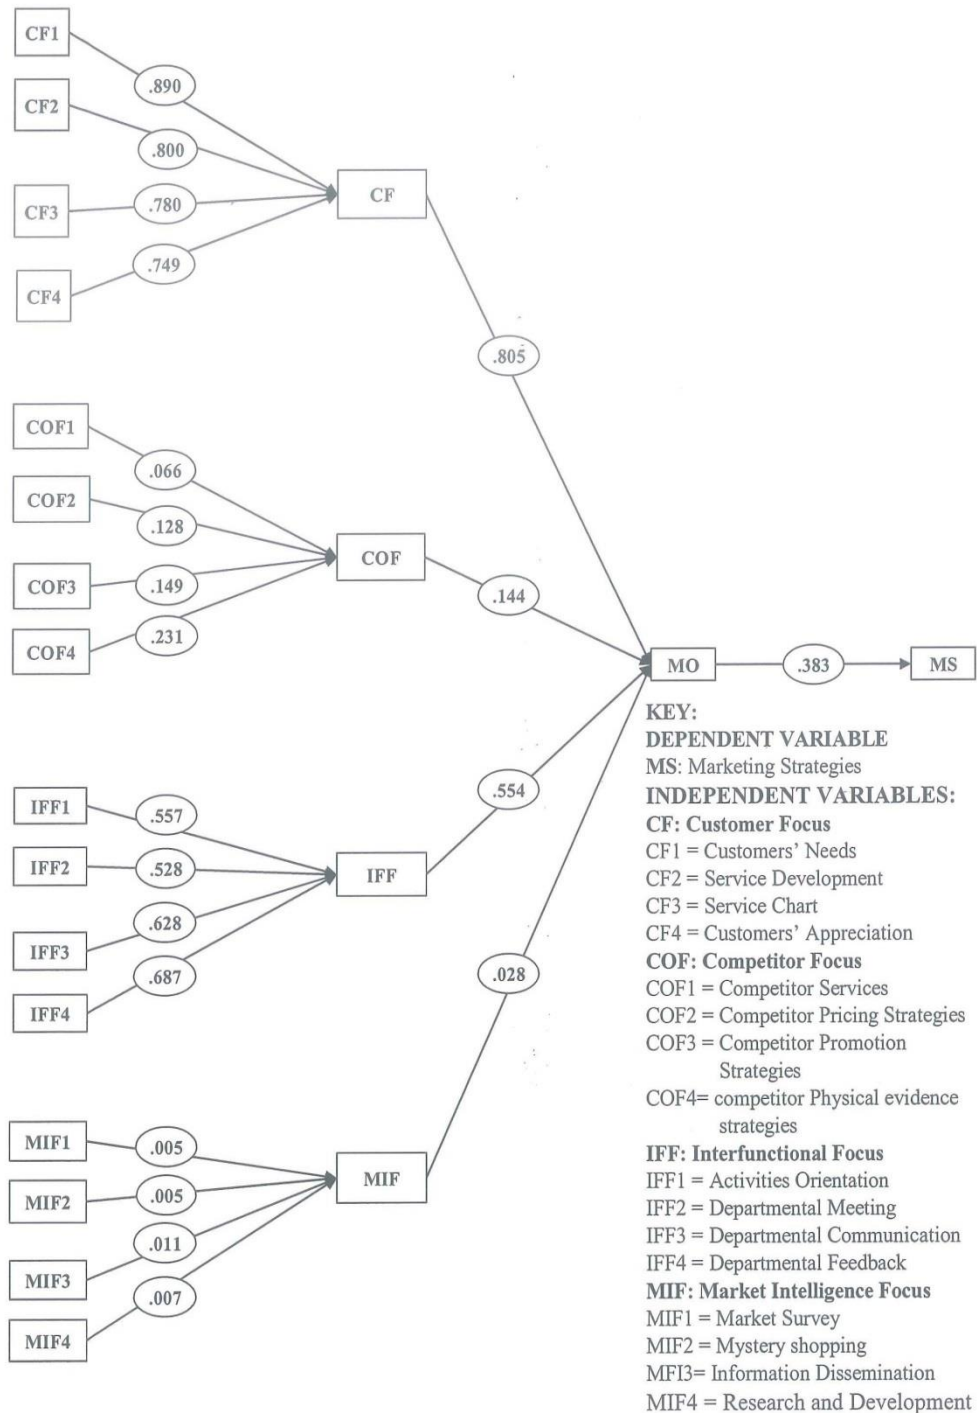 CF1
.890
CF2
.800
CF3
.780
CF4
.749
CF
.805
COF1
.066
COF2
.128
COF3
.149
COF4
.231
COF
.144
MO
.383
MS
IFF1
.557
IFF2
.528
IFF3
.628
IFF4
.687
IFF
.554
MIF1
.005
MIF2
.005
MIF3
.011
MIF4
.007
MIF
.028
KEY:
DEPENDENT VARIABLE
MS: Marketing Strategies
INDEPENDENT VARIABLES:
CF: Customer Focus
CF1 = Customers' Needs
CF2 = Service Development
CF3 = Service Chart
CF4 = Customers' Appreciation
COF: Competitor Focus
COF1 = Competitor Services
COF2 = Competitor Pricing Strategies
COF3 = Competitor Promotion
Strategies
COF4= competitor Physical evidence
strategies
IFF: Interfunctional Focus
IFF1 = Activities Orientation
IFF2 = Departmental Meeting
IFF3 = Departmental Communication
IFF4 = Departmental Feedback
MIF: Market Intelligence Focus
MIF1 = Market Survey
MIF2 = Mystery shopping
MFI3= Information Dissemination
MIF4 = Research and Development